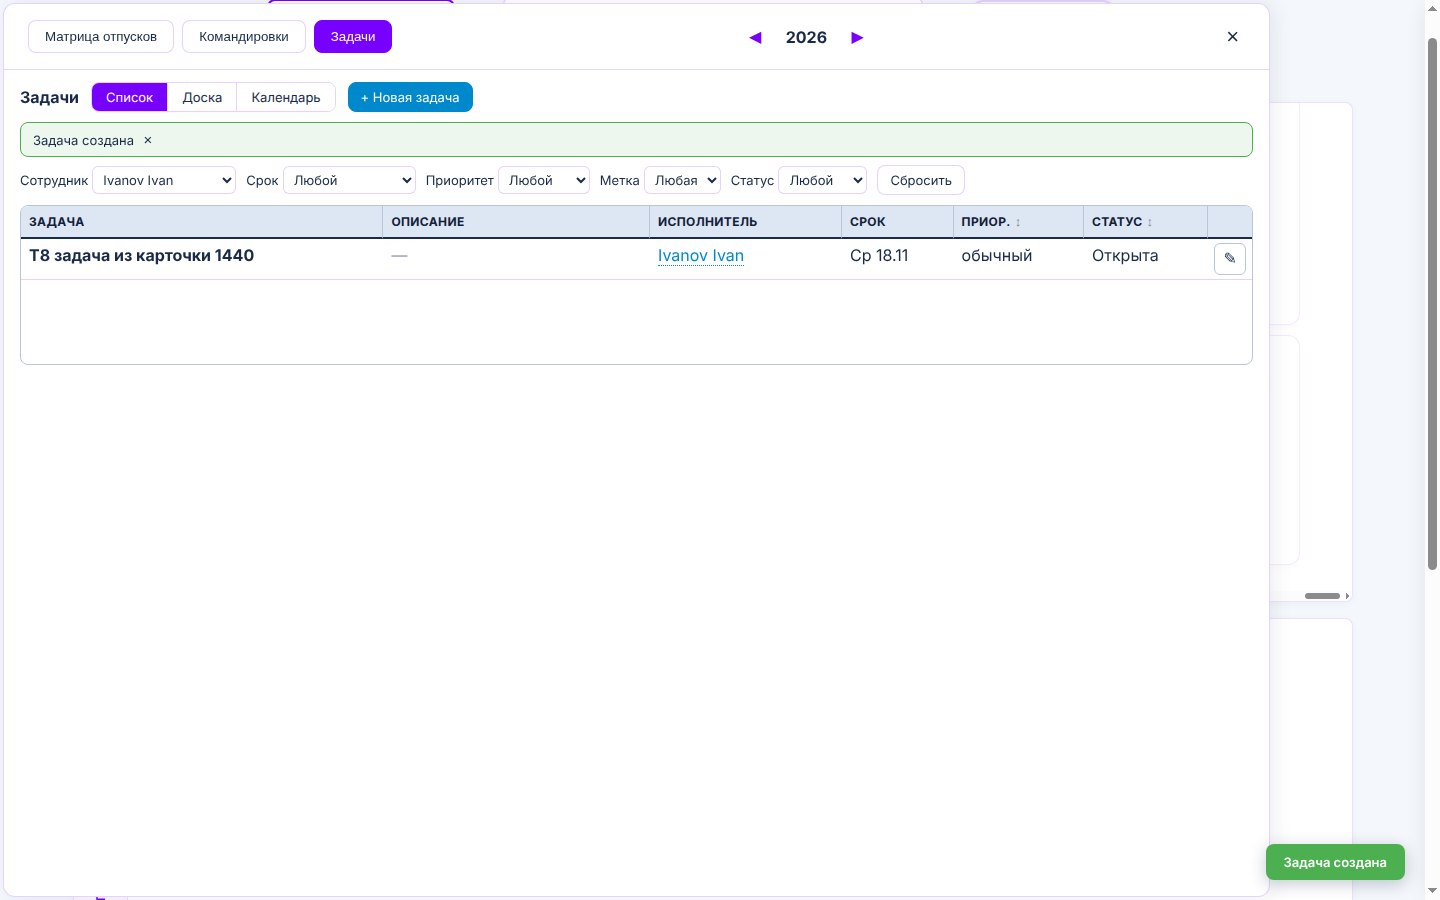 Матрица отпусков Командировки Задачи ◀ 2026 ▶ ×
Задачи Список Доска Календарь + Новая задача
Задача создана ×
Сотрудник Ivanov Ivan Срок Любой Приоритет Любой Метка Любая Статус Любой Сбросить
ЗАДАЧА ОПИСАНИЕ ИСПОЛНИТЕЛЬ СРОК ПРИОР. ↕ СТАТУС ↕
Т8 задача из карточки 1440 — Ivanov Ivan Ср 18.11 обычный Открыта ✎
Задача создана